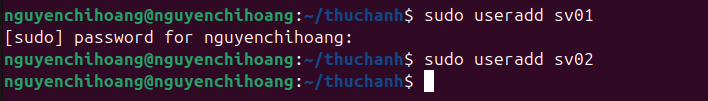 nguyenchihoang@nguyenchihoang:~/thuchanh$ sudo useradd sv01
[sudo] password for nguyenchihoang:
nguyenchihoang@nguyenchihoang:~/thuchanh$ sudo useradd sv02
nguyenchihoang@nguyenchihoang:~/thuchanh$